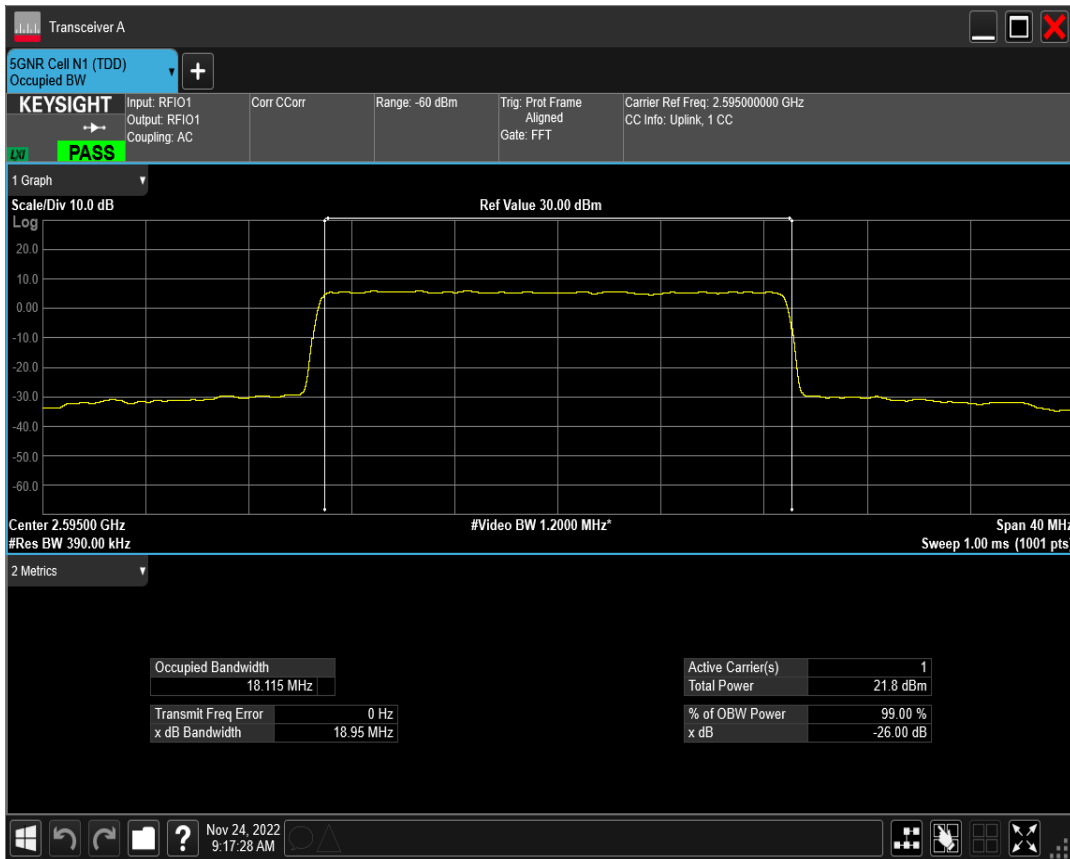 Transceiver A
5GNR Cell N1 (TDD)
Occupied BW
+
KEYSIGHT
LXI
PASS
Input: RFIO1
Output: RFIO1
Coupling: AC
Corr CCorr
Range: -60 dBm
Trig: Prot Frame
Aligned
Gate: FFT
Carrier Ref Freq: 2.595000000 GHz
CC Info: Uplink, 1 CC
1 Graph
Scale/Div 10.0 dB
Ref Value 30.00 dBm
Log
20.0
10.0
0.00
-10.0
-20.0
-30.0
-40.0
-50.0
-60.0
Center 2.59500 GHz
#Video BW 1.2000 MHz*
Span 40 MHz
#Res BW 390.00 kHz
Sweep 1.00 ms (1001 pts)
2 Metrics
Occupied Bandwidth
18.115 MHz
Transmit Freq Error 0 Hz
x dB Bandwidth 18.95 MHz
Active Carrier(s) 1
Total Power 21.8 dBm
% of OBW Power 99.00 %
x dB -26.00 dB
?
Nov 24, 2022
9:17:28 AM